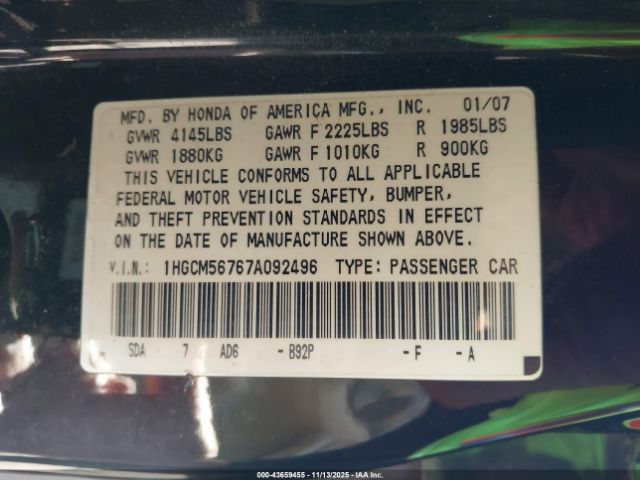 MFD. BY HONDA OF AMERICA MFG., INC. 01/07
GVWR 4145LBS GAWR F 2225LBS R 1985LBS
GVWR 1880KG GAWR F 1010KG R 900KG
THIS VEHICLE CONFORMS TO ALL APPLICABLE
FEDERAL MOTOR VEHICLE SAFETY, BUMPER,
AND THEFT PREVENTION STANDARDS IN EFFECT
ON THE DATE OF MANUFACTURE SHOWN ABOVE.
V.I.N.: 1HGCM56767A092496 TYPE: PASSENGER CAR
- SDA 7 AD6 - B92P - F - A
© 43659455 - 11/13/2025 - IAA Inc.